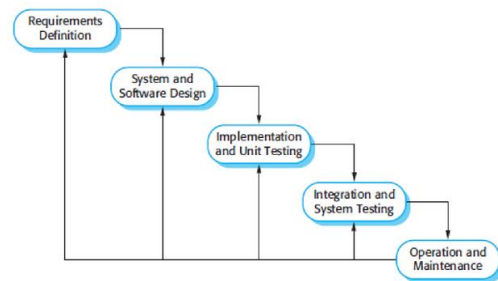 Requirements
Definition
System and
Software Design
Implementation
and Unit Testing
Integration and
System Testing
Operation and
Maintenance